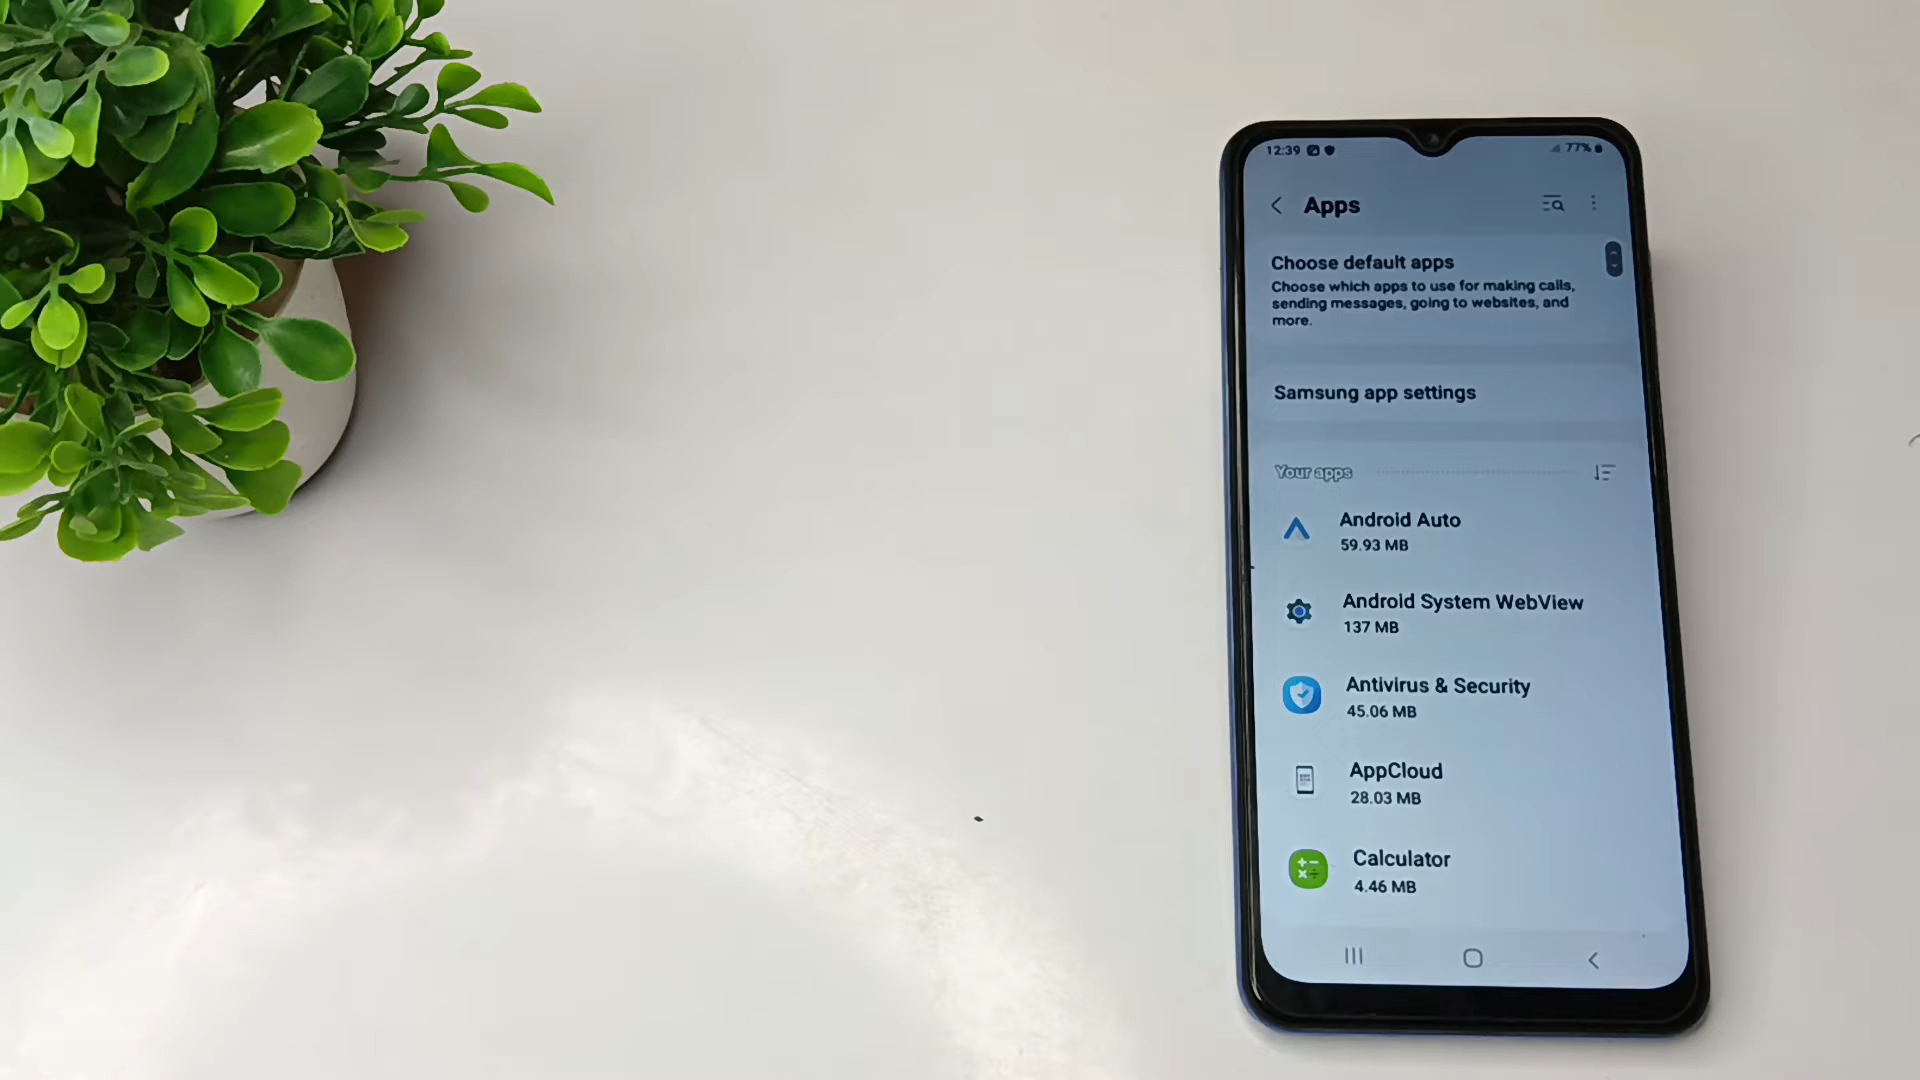 12:39
77%
Apps
Choose default apps
Choose which apps to use for making calls,
sending messages, going to websites, and
more.
Samsung app settings
Your apps
Android Auto
59.93 MB
Android System WebView
137 MB
Antivirus & Security
45.06 MB
AppCloud
28.03 MB
Calculator
4.46 MB